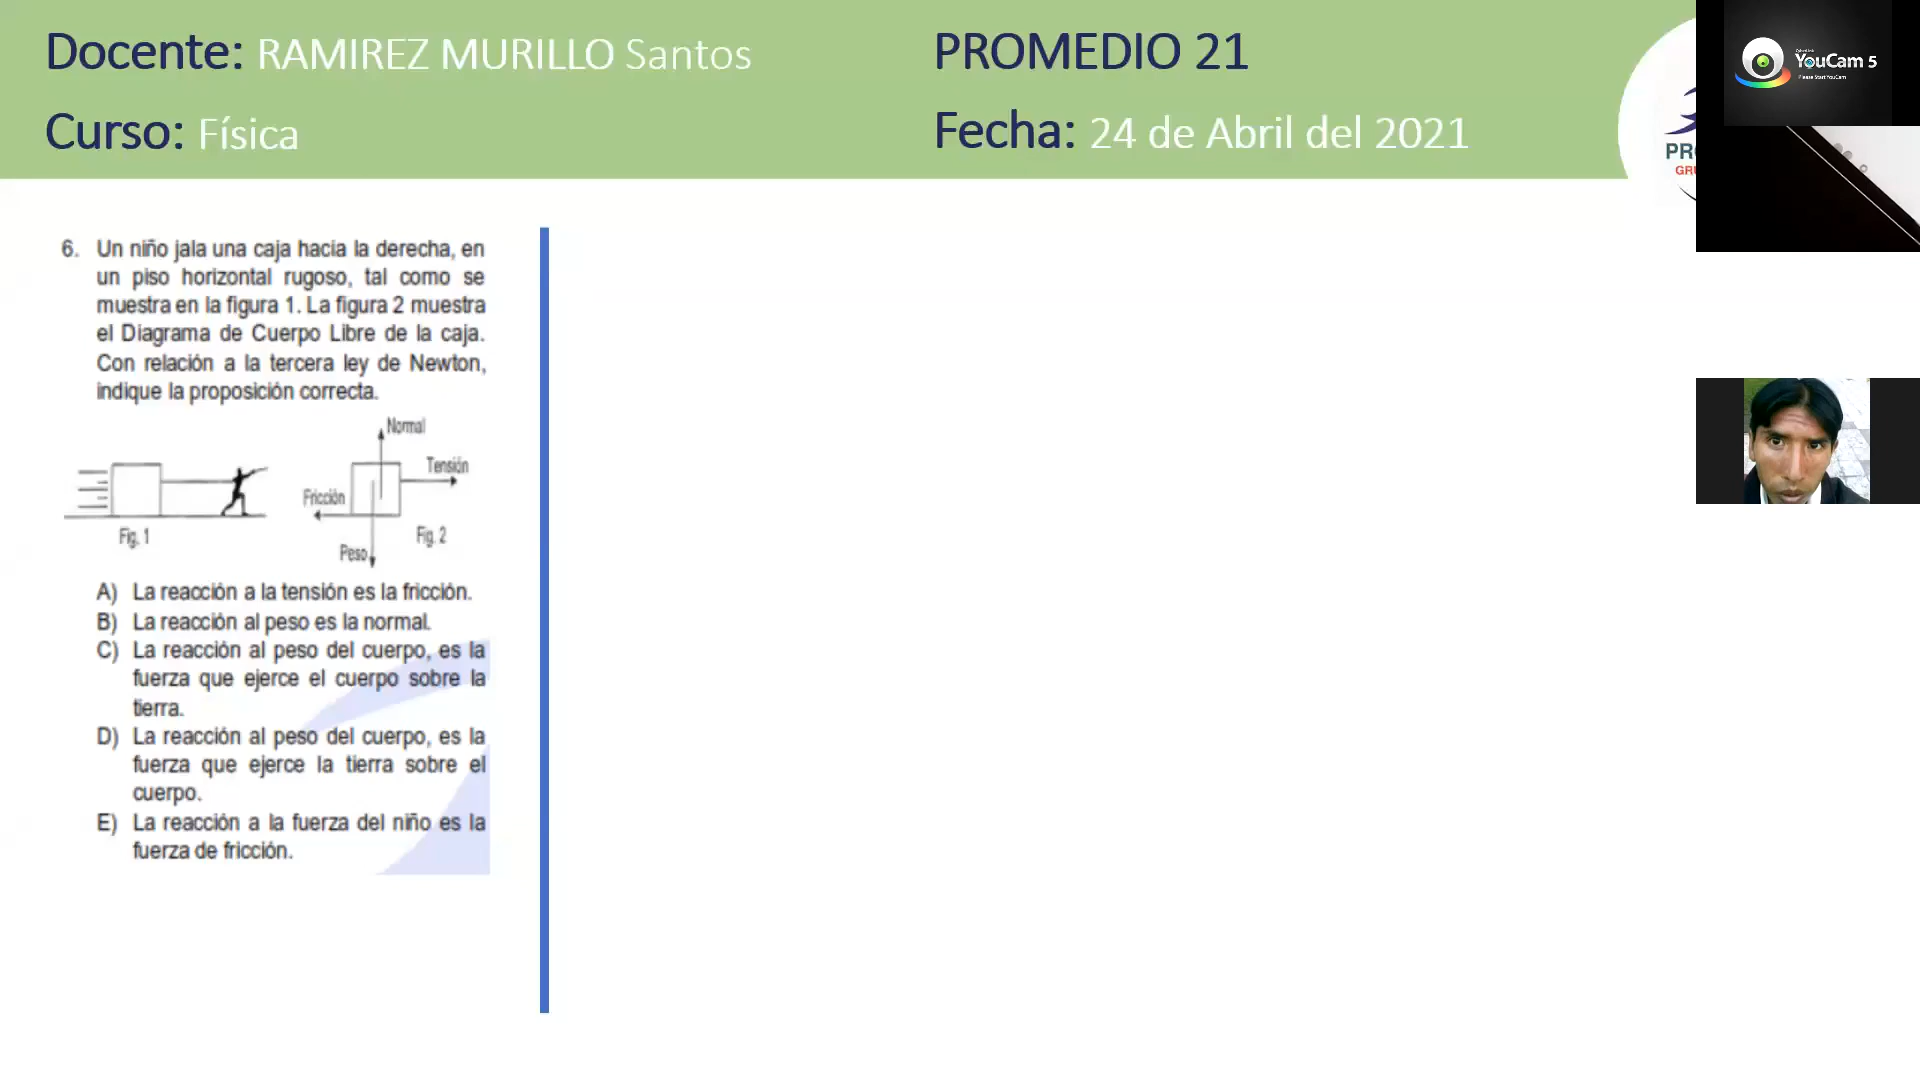 Docente: RAMIREZ MURILLO Santos
PROMEDIO 21
Curso: Física
Fecha: 24 de Abril del 2021
YouCam 5
Please Start YouCam
6. Un niño jala una caja hacia la derecha, en
un piso horizontal rugoso, tal como se
muestra en la figura 1. La figura 2 muestra
el Diagrama de Cuerpo Libre de la caja.
Con relación a la tercera ley de Newton,
indique la proposición correcta.
Normal
Tensión
Fricción
Fig. 1
Fig. 2
Peso
A) La reacción a la tensión es la fricción.
B) La reacción al peso es la normal.
C) La reacción al peso del cuerpo, es la
fuerza que ejerce el cuerpo sobre la
tierra.
D) La reacción al peso del cuerpo, es la
fuerza que ejerce la tierra sobre el
cuerpo.
E) La reacción a la fuerza del niño es la
fuerza de fricción.